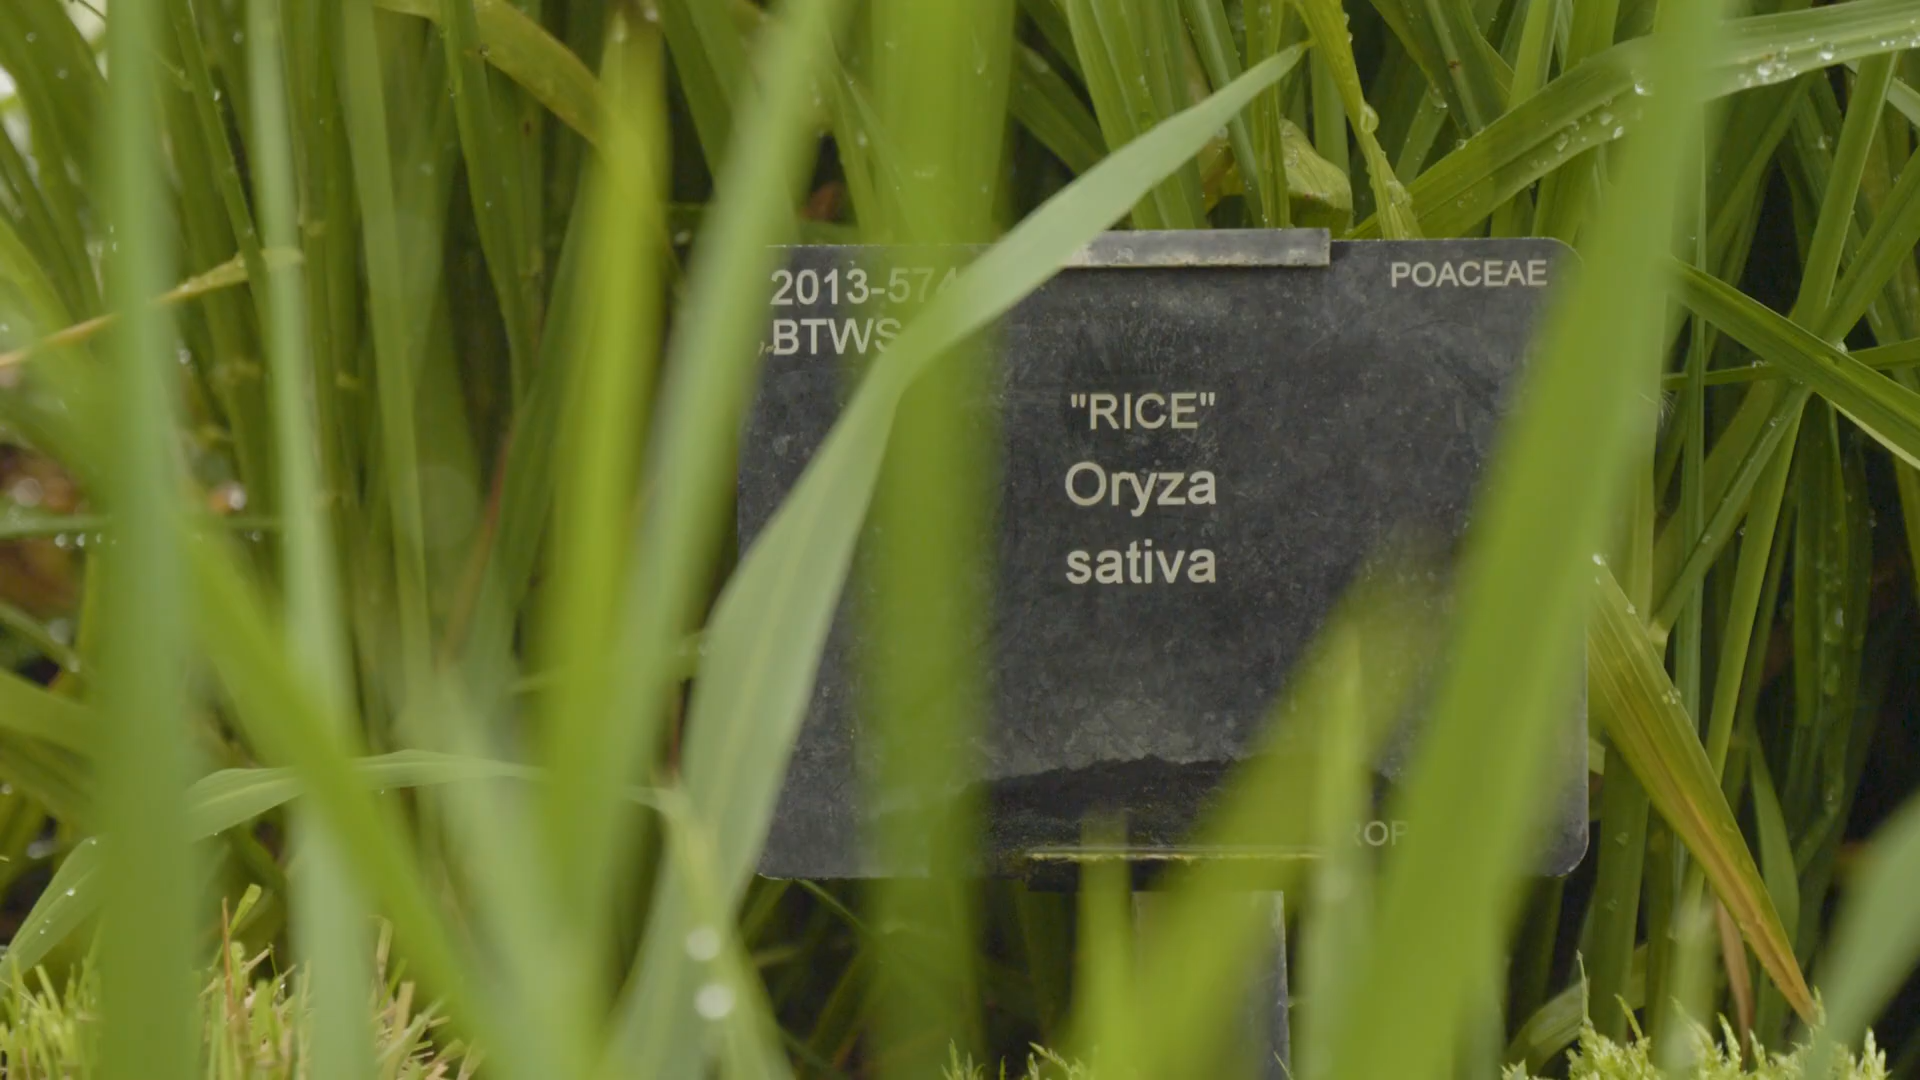 2013-574
POACEAE
BTWS
"RICE"
Oryza
sativa